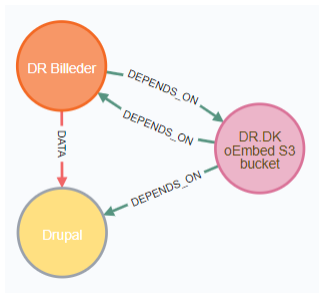 DR Billeder
DEPENDS_ON
DEPENDS_ON
DR.DK
oEmbed S3
bucket
DATA
DEPENDS_ON
Drupal